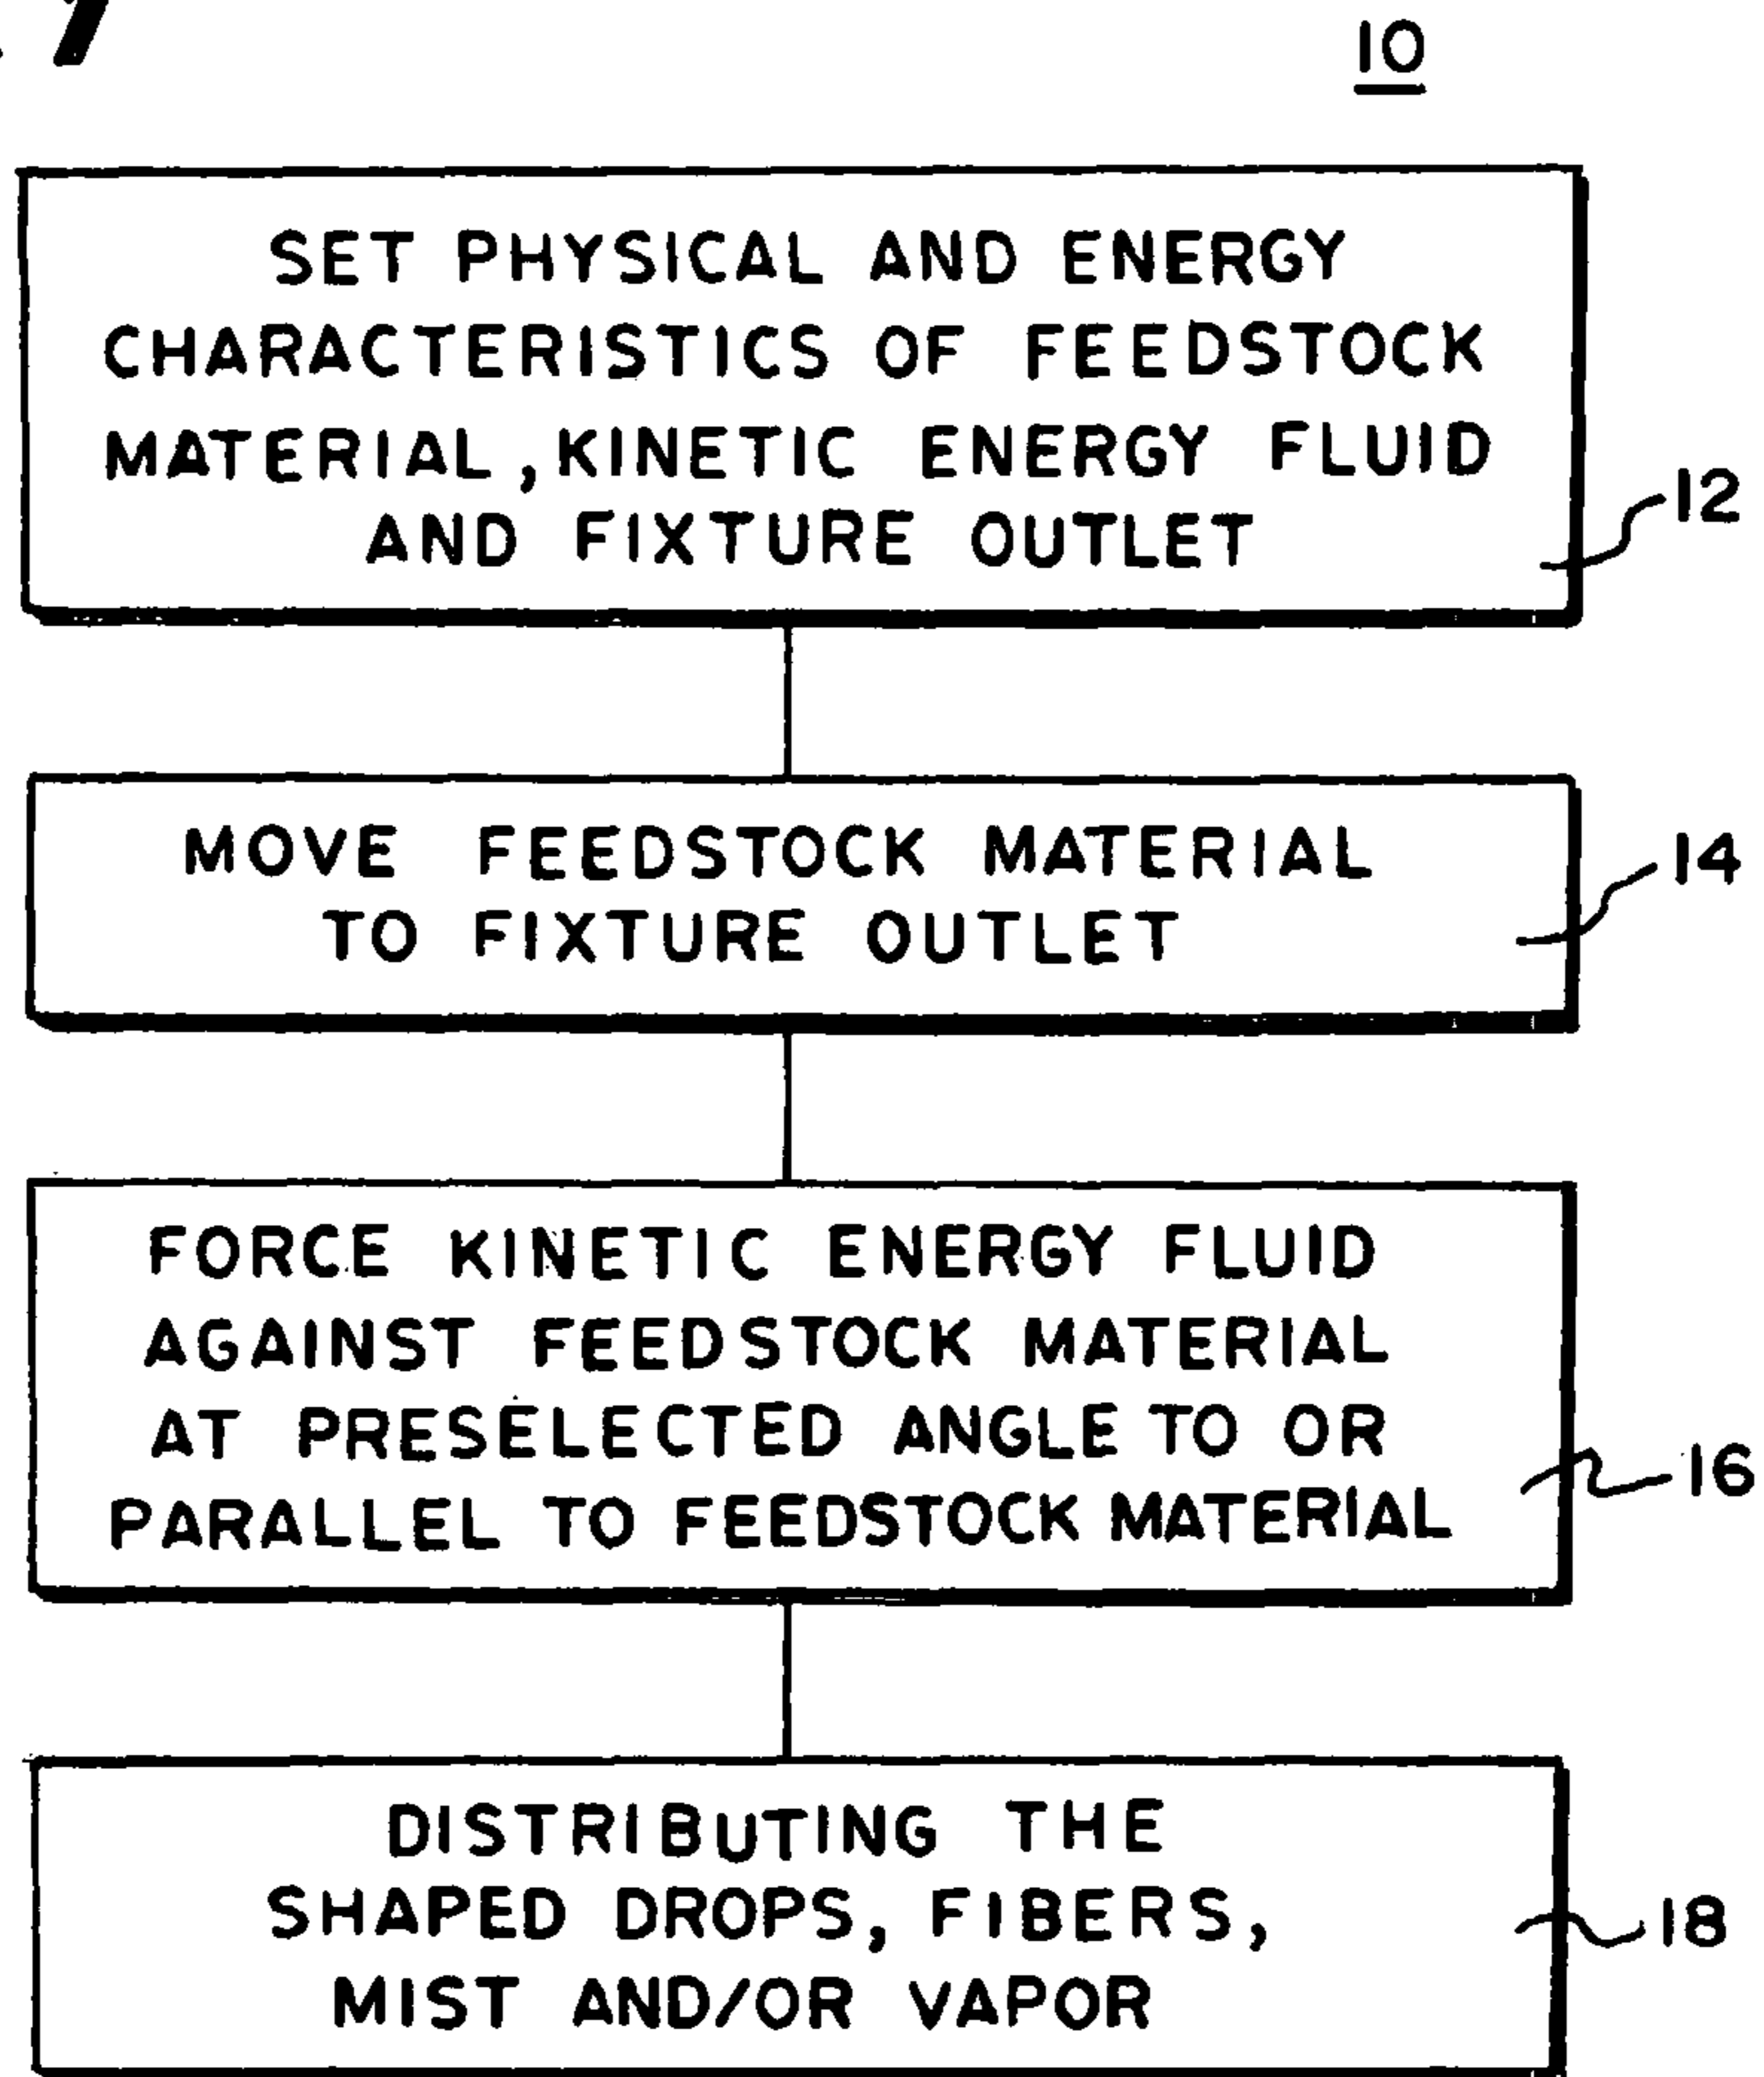 10
SET PHYSICAL AND ENERGY
CHARACTERISTICS OF FEEDSTOCK
MATERIAL, KINETIC ENERGY FLUID
AND FIXTURE OUTLET
12
MOVE FEEDSTOCK MATERIAL
TO FIXTURE OUTLET
14
FORCE KINETIC ENERGY FLUID
AGAINST FEEDSTOCK MATERIAL
AT PRESELECTED ANGLE TO OR
PARALLEL TO FEEDSTOCK MATERIAL
16
DISTRIBUTING THE
SHAPED DROPS, FIBERS,
MIST AND/OR VAPOR
18